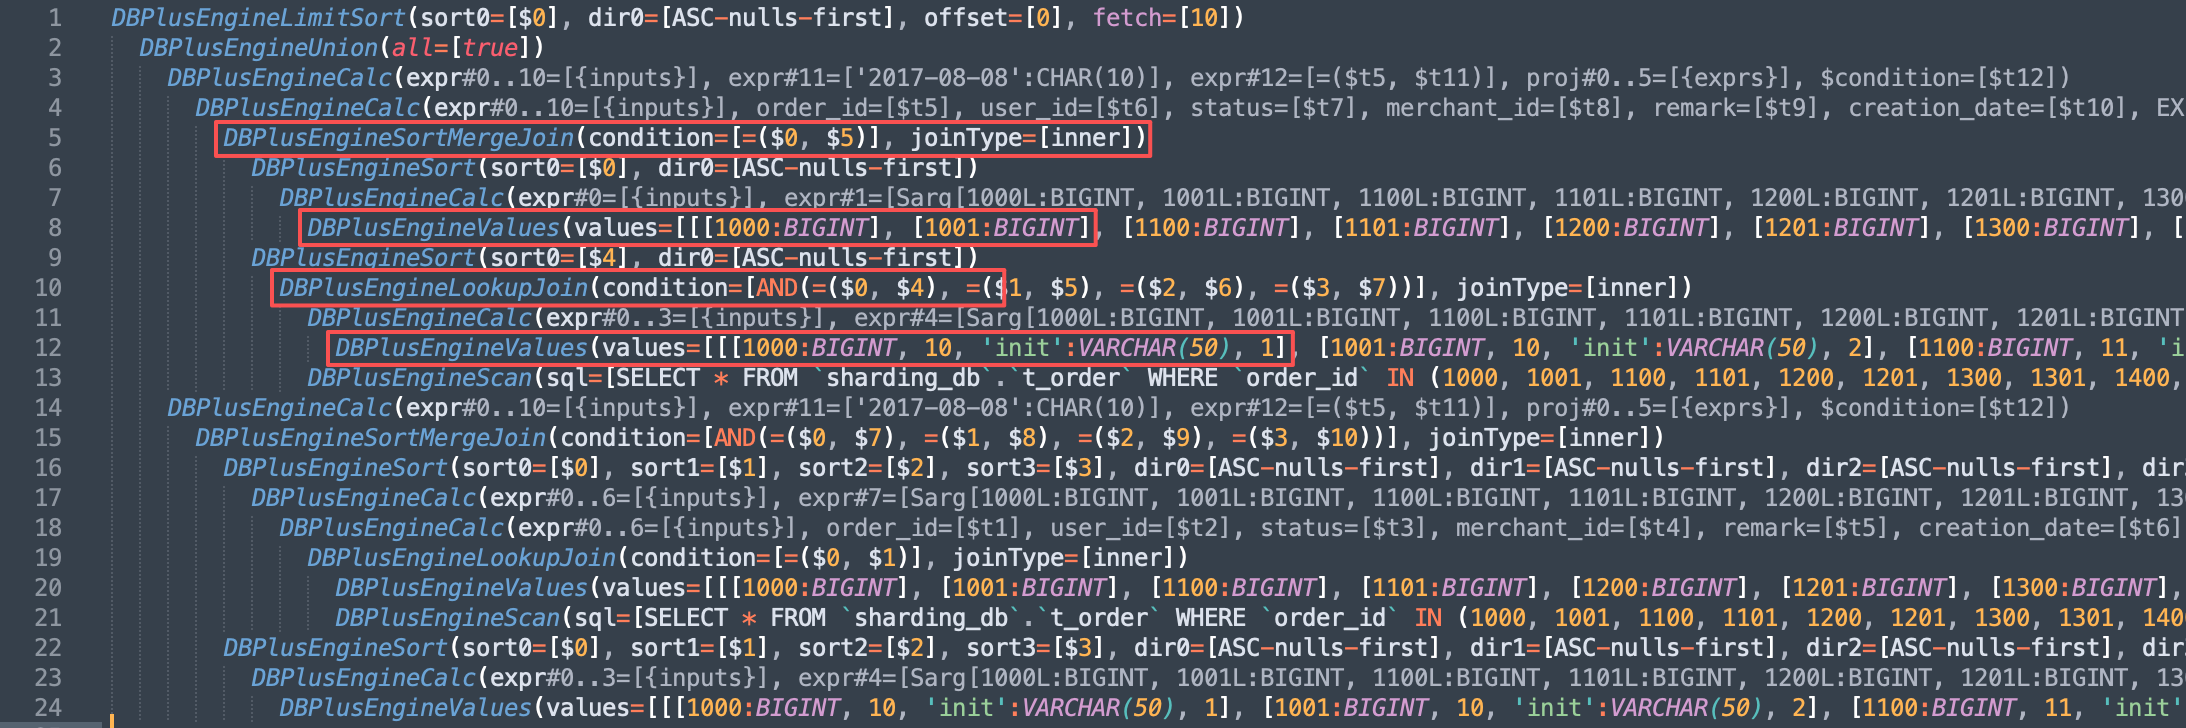 1 DBPlusEngineLimitSort(sort0=[$0], dir0=[ASC-nulls-first], offset=[0], fetch=[10])
2 DBPlusEngineUnion(all=[true])
3 DBPlusEngineCalc(expr#0..10=[{inputs}], expr#11=['2017-08-08':CHAR(10)], expr#12=[=($t5, $t11)], proj#0..5=[{exprs}], $condition=[$t12])
4 DBPlusEngineCalc(expr#0..10=[{inputs}], order_id=[$t5], user_id=[$t6], status=[$t7], merchant_id=[$t8], remark=[$t9], creation_date=[$t10], EX
5 DBPlusEngineSortMergeJoin(condition=[=($0, $5)], joinType=[inner])
6 DBPlusEngineSort(sort0=[$0], dir0=[ASC-nulls-first])
7 DBPlusEngineCalc(expr#0=[{inputs}], expr#1=[Sarg[1000L:BIGINT, 1001L:BIGINT, 1100L:BIGINT, 1101L:BIGINT, 1200L:BIGINT, 1201L:BIGINT, 130
8 DBPlusEngineValues(values=[[[1000:BIGINT], [1001:BIGINT], [1100:BIGINT], [1101:BIGINT], [1200:BIGINT], [1201:BIGINT], [1300:BIGINT], [
9 DBPlusEngineSort(sort0=[$4], dir0=[ASC-nulls-first])
10 DBPlusEngineLookupJoin(condition=[AND(=($0, $4), =($1, $5), =($2, $6), =($3, $7))], joinType=[inner])
11 DBPlusEngineCalc(expr#0..3=[{inputs}], expr#4=[Sarg[1000L:BIGINT, 1001L:BIGINT, 1100L:BIGINT, 1101L:BIGINT, 1200L:BIGINT, 1201L:BIGINT
12 DBPlusEngineValues(values=[[[1000:BIGINT, 10, 'init':VARCHAR(50), 1], [1001:BIGINT, 10, 'init':VARCHAR(50), 2], [1100:BIGINT, 11, 'i
13 DBPlusEngineScan(sql=[SELECT * FROM `sharding_db`.`t_order` WHERE `order_id` IN (1000, 1001, 1100, 1101, 1200, 1201, 1300, 1301, 1400,
14 DBPlusEngineCalc(expr#0..10=[{inputs}], expr#11=['2017-08-08':CHAR(10)], expr#12=[=($t5, $t11)], proj#0..5=[{exprs}], $condition=[$t12])
15 DBPlusEngineSortMergeJoin(condition=[AND(=($0, $7), =($1, $8), =($2, $9), =($3, $10))], joinType=[inner])
16 DBPlusEngineSort(sort0=[$0], sort1=[$1], sort2=[$2], sort3=[$3], dir0=[ASC-nulls-first], dir1=[ASC-nulls-first], dir2=[ASC-nulls-first], dir
17 DBPlusEngineCalc(expr#0..6=[{inputs}], expr#7=[Sarg[1000L:BIGINT, 1001L:BIGINT, 1100L:BIGINT, 1101L:BIGINT, 1200L:BIGINT, 1201L:BIGINT, 13
18 DBPlusEngineCalc(expr#0..6=[{inputs}], order_id=[$t1], user_id=[$t2], status=[$t3], merchant_id=[$t4], remark=[$t5], creation_date=[$t6]
19 DBPlusEngineLookupJoin(condition=[=($0, $1)], joinType=[inner])
20 DBPlusEngineValues(values=[[[1000:BIGINT], [1001:BIGINT], [1100:BIGINT], [1101:BIGINT], [1200:BIGINT], [1201:BIGINT], [1300:BIGINT],
21 DBPlusEngineScan(sql=[SELECT * FROM `sharding_db`.`t_order` WHERE `order_id` IN (1000, 1001, 1100, 1101, 1200, 1201, 1300, 1301, 140
22 DBPlusEngineSort(sort0=[$0], sort1=[$1], sort2=[$2], sort3=[$3], dir0=[ASC-nulls-first], dir1=[ASC-nulls-first], dir2=[ASC-nulls-first], dir
23 DBPlusEngineCalc(expr#0..3=[{inputs}], expr#4=[Sarg[1000L:BIGINT, 1001L:BIGINT, 1100L:BIGINT, 1101L:BIGINT, 1200L:BIGINT, 1201L:BIGINT, 13
24 DBPlusEngineValues(values=[[[1000:BIGINT, 10, 'init':VARCHAR(50), 1], [1001:BIGINT, 10, 'init':VARCHAR(50), 2], [1100:BIGINT, 11, 'init'